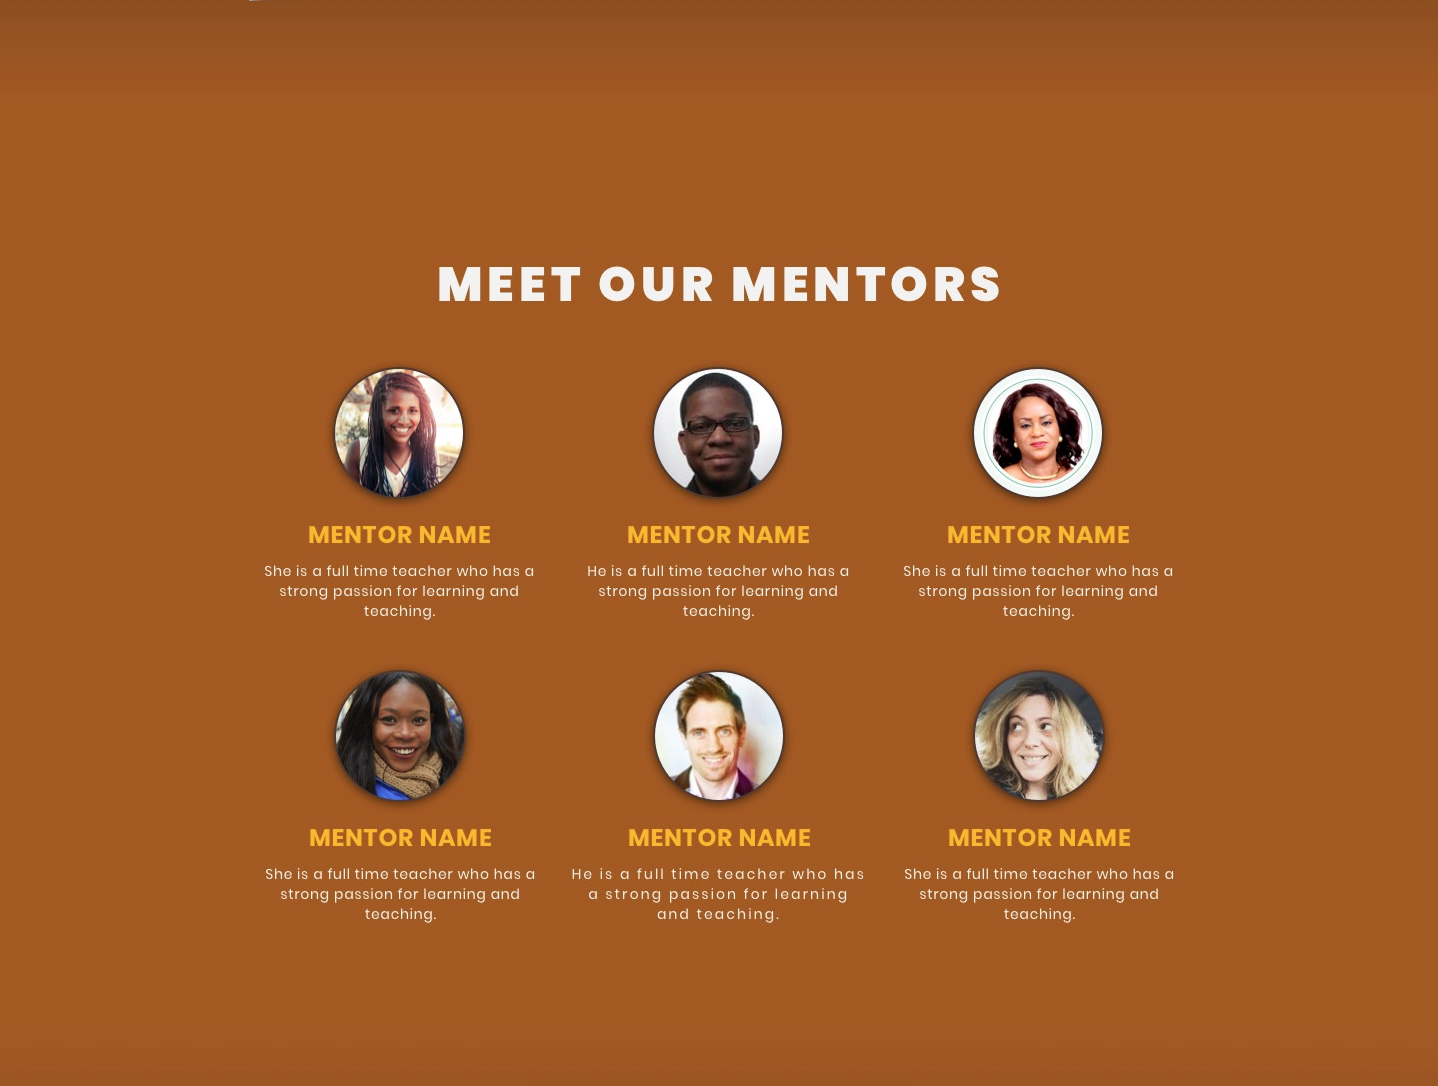 MEET OUR MENTORS
MENTOR NAME
She is a full time teacher who has a
strong passion for learning and
teaching.
MENTOR NAME
He is a full time teacher who has a
strong passion for learning and
teaching.
MENTOR NAME
She is a full time teacher who has a
strong passion for learning and
teaching.
MENTOR NAME
She is a full time teacher who has a
strong passion for learning and
teaching.
MENTOR NAME
He is a full time teacher who has
a strong passion for learning
and teaching.
MENTOR NAME
She is a full time teacher who has a
strong passion for learning and
teaching.